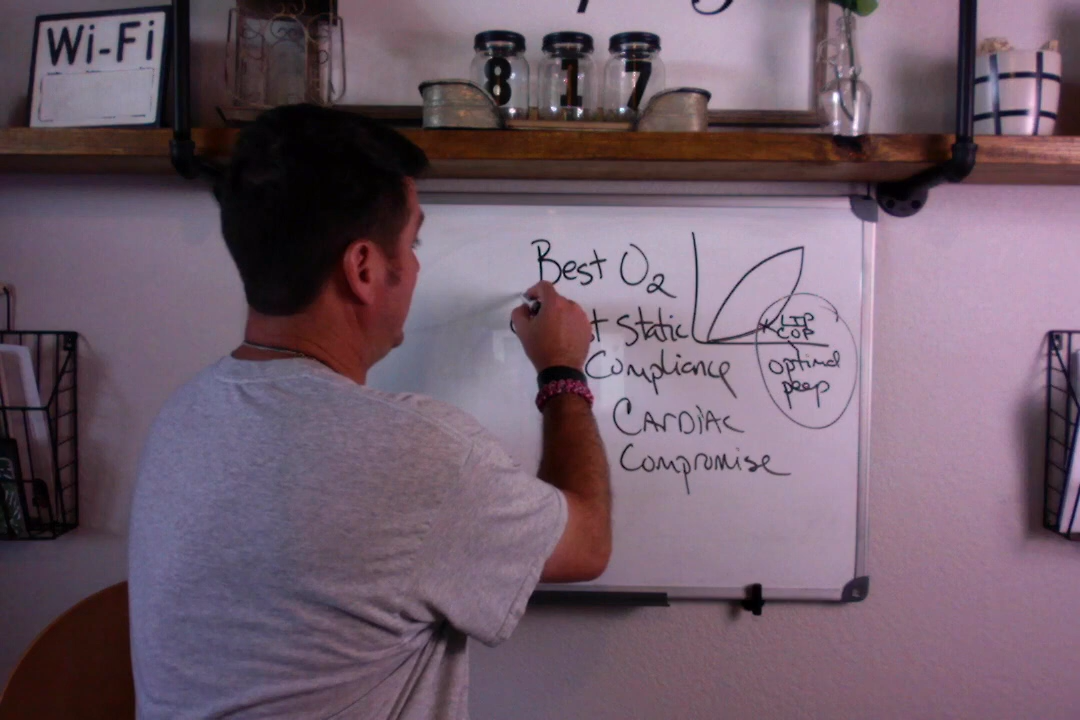 Wi-Fi
8 1 7
Best O2
static
Compliance
CARDIAC
Compromise
LIP
COP
optimal
peep